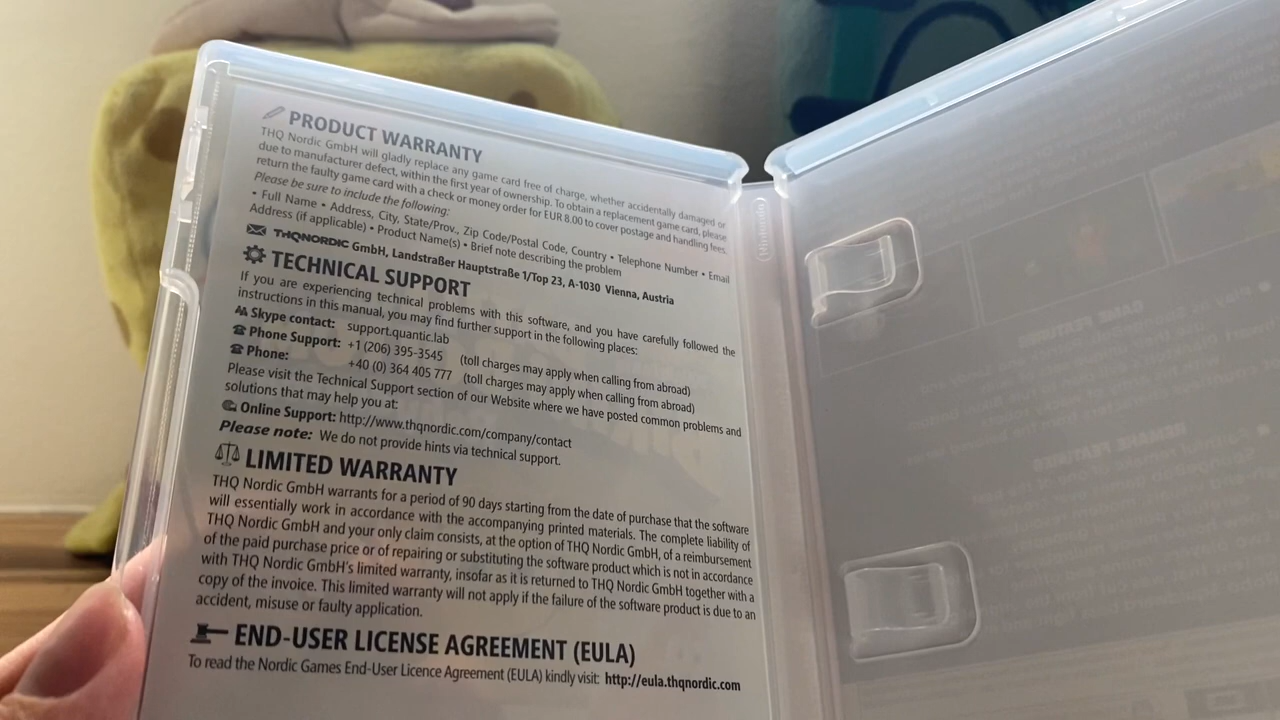 PRODUCT WARRANTY
THQ Nordic GmbH will gladly replace any game card free of charge, whether accidentally damaged or
due to manufacturer defect, within the first year of ownership. To obtain a replacement game card, please
return the faulty game card with a check or money order for EUR 8.00 to cover postage and handling fees.
Please be sure to include the following:
• Full Name • Address, City, State/Prov., Zip Code/Postal Code, Country • Telephone Number • Email
Address (if applicable) • Product Name(s) • Brief note describing the problem
THQNORDIC GmbH, Landstraßer Hauptstraße 1/Top 23, A-1030 Vienna, Austria
TECHNICAL SUPPORT
If you are experiencing technical problems with this software, and you have carefully followed the
instructions in this manual, you may find further support in the following places:
Skype contact: support.quantic.lab
Phone Support: +1 (206) 395-3545 (toll charges may apply when calling from abroad)
Phone: +40 (0) 364 405 777 (toll charges may apply when calling from abroad)
Please visit the Technical Support section of our Website where we have posted common problems and
solutions that may help you at:
Online Support: http://www.thqnordic.com/company/contact
Please note: We do not provide hints via technical support.
LIMITED WARRANTY
THQ Nordic GmbH warrants for a period of 90 days starting from the date of purchase that the software
will essentially work in accordance with the accompanying printed materials. The complete liability of
THQ Nordic GmbH and your only claim consists, at the option of THQ Nordic GmbH, of a reimbursement
of the paid purchase price or of repairing or substituting the software product which is not in accordance
with THQ Nordic GmbH's limited warranty, insofar as it is returned to THQ Nordic GmbH together with a
copy of the invoice. This limited warranty will not apply if the failure of the software product is due to an
accident, misuse or faulty application.
END-USER LICENSE AGREEMENT (EULA)
To read the Nordic Games End-User Licence Agreement (EULA) kindly visit: http://eula.thqnordic.com
Nintendo